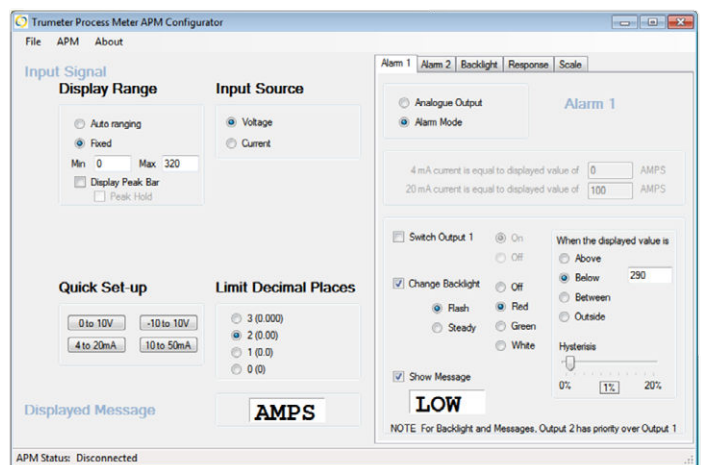 Trumeter Process Meter APM Configurator
File APM About
Input Signal
Display Range
Auto ranging
Fixed
Min 0 Max 320
Display Peak Bar
Peak Hold
Input Source
Voltage
Current
Quick Set-up
0 to 10V -10 to 10V
4 to 20mA 10 to 50mA
Limit Decimal Places
3 (0.000)
2 (0.00)
1 (0.0)
0 (0)
Displayed Message
AMPS
Alarm 1 Alarm 2 Backlight Response Scale
Analogue Output
Alarm Mode
Alarm 1
4 mA current is equal to displayed value of 0 AMPS
20 mA current is equal to displayed value of 100 AMPS
Switch Output 1
On
Off
Change Backlight
Flash
Steady
Off
Red
Green
White
When the displayed value is
Above
Below 290
Between
Outside
Hysterisis
0% 1% 20%
Show Message
LOW
NOTE For Backlight and Messages, Output 2 has priority over Output 1
APM Status: Disconnected